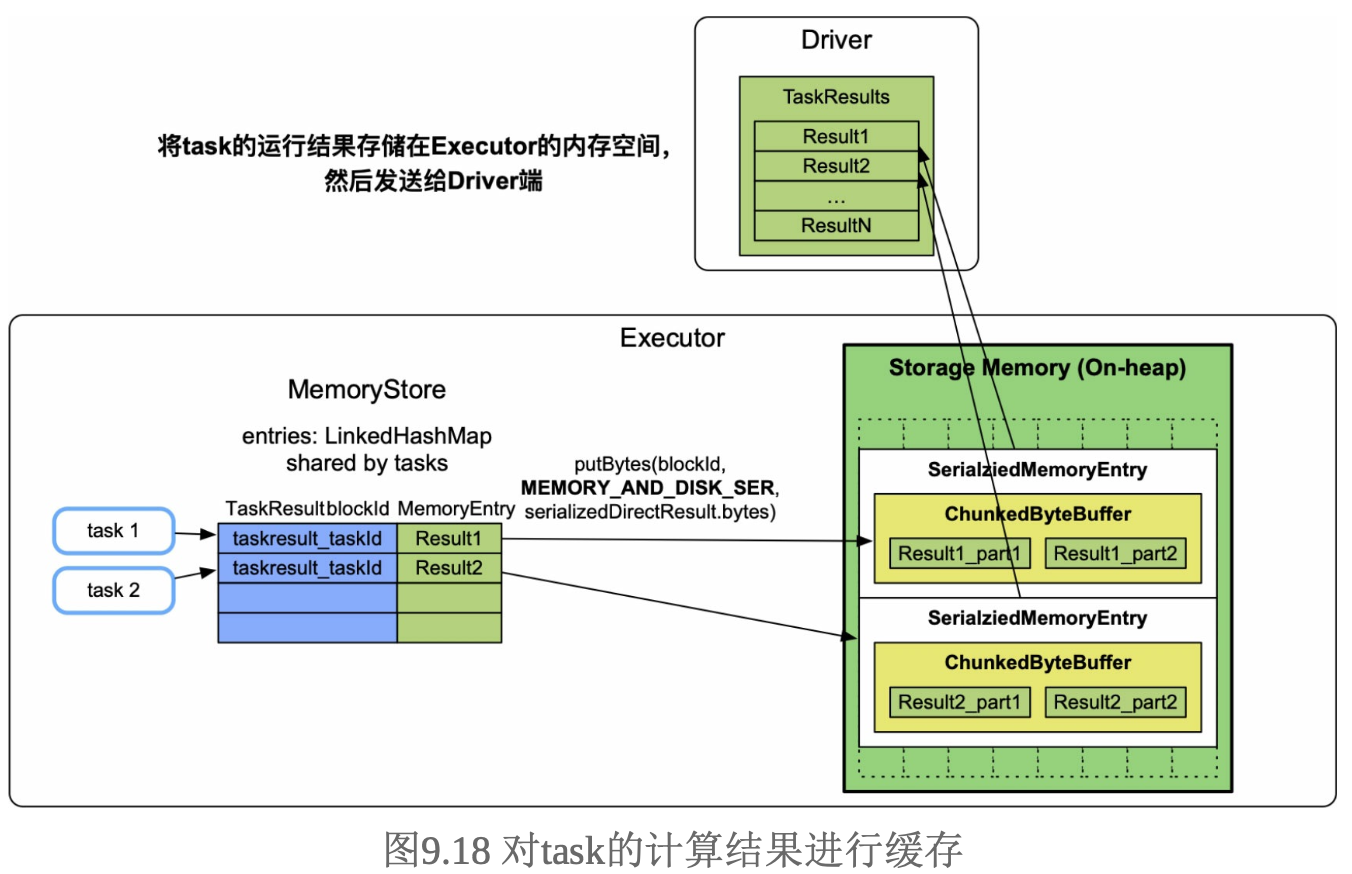 Driver
TaskResults
Result1
Result2
...
ResultN
将task的运行结果存储在Executor的内存空间，
然后发送给Driver端
Executor
MemoryStore
entries: LinkedHashMap
shared by tasks
TaskResultblockId MemoryEntry
taskresult_taskId Result1
taskresult_taskId Result2
task 1
task 2
putBytes(blockId,
MEMORY_AND_DISK_SER,
serializedDirectResult.bytes)
Storage Memory (On-heap)
SerialziedMemoryEntry
ChunkedByteBuffer
Result1_part1 Result1_part2
SerialziedMemoryEntry
ChunkedByteBuffer
Result2_part1 Result2_part2
图9.18 对task的计算结果进行缓存